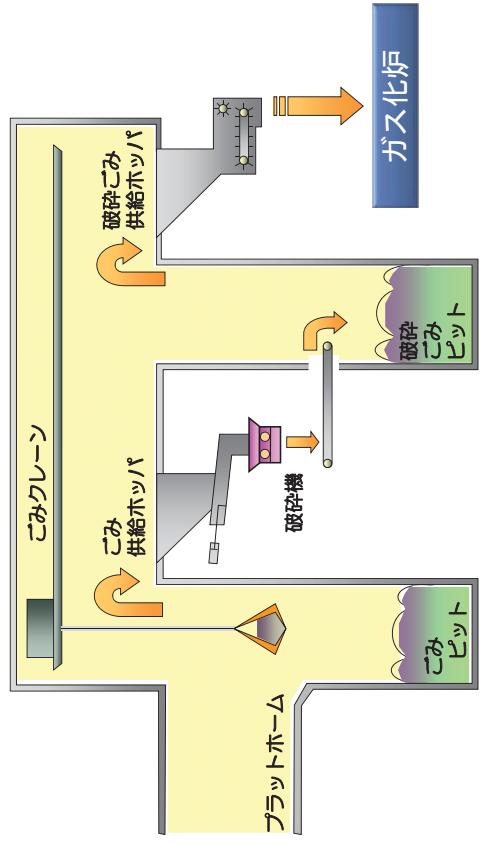 ごみクレーン
ごみ
供給ホッパ
破砕ごみ
供給ホッパ
プラットホーム
ごみ
ピット
破砕機
破砕
ごみ
ピット
ガス化炉